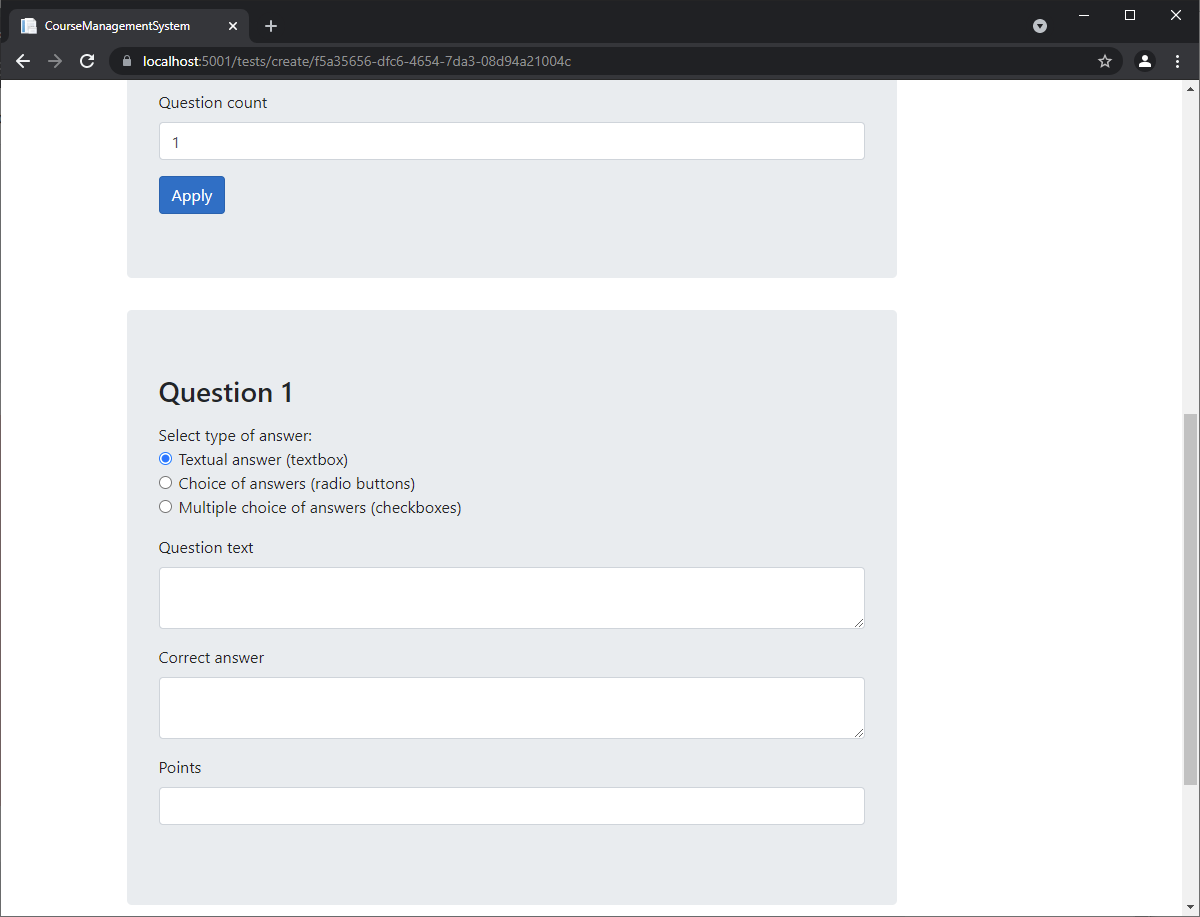 CourseManagementSystem
localhost:5001/tests/create/f5a35656-dfc6-4654-7da3-08d94a21004c
Question count
1
Apply
Question 1
Select type of answer:
Textual answer (textbox)
Choice of answers (radio buttons)
Multiple choice of answers (checkboxes)
Question text
Correct answer
Points